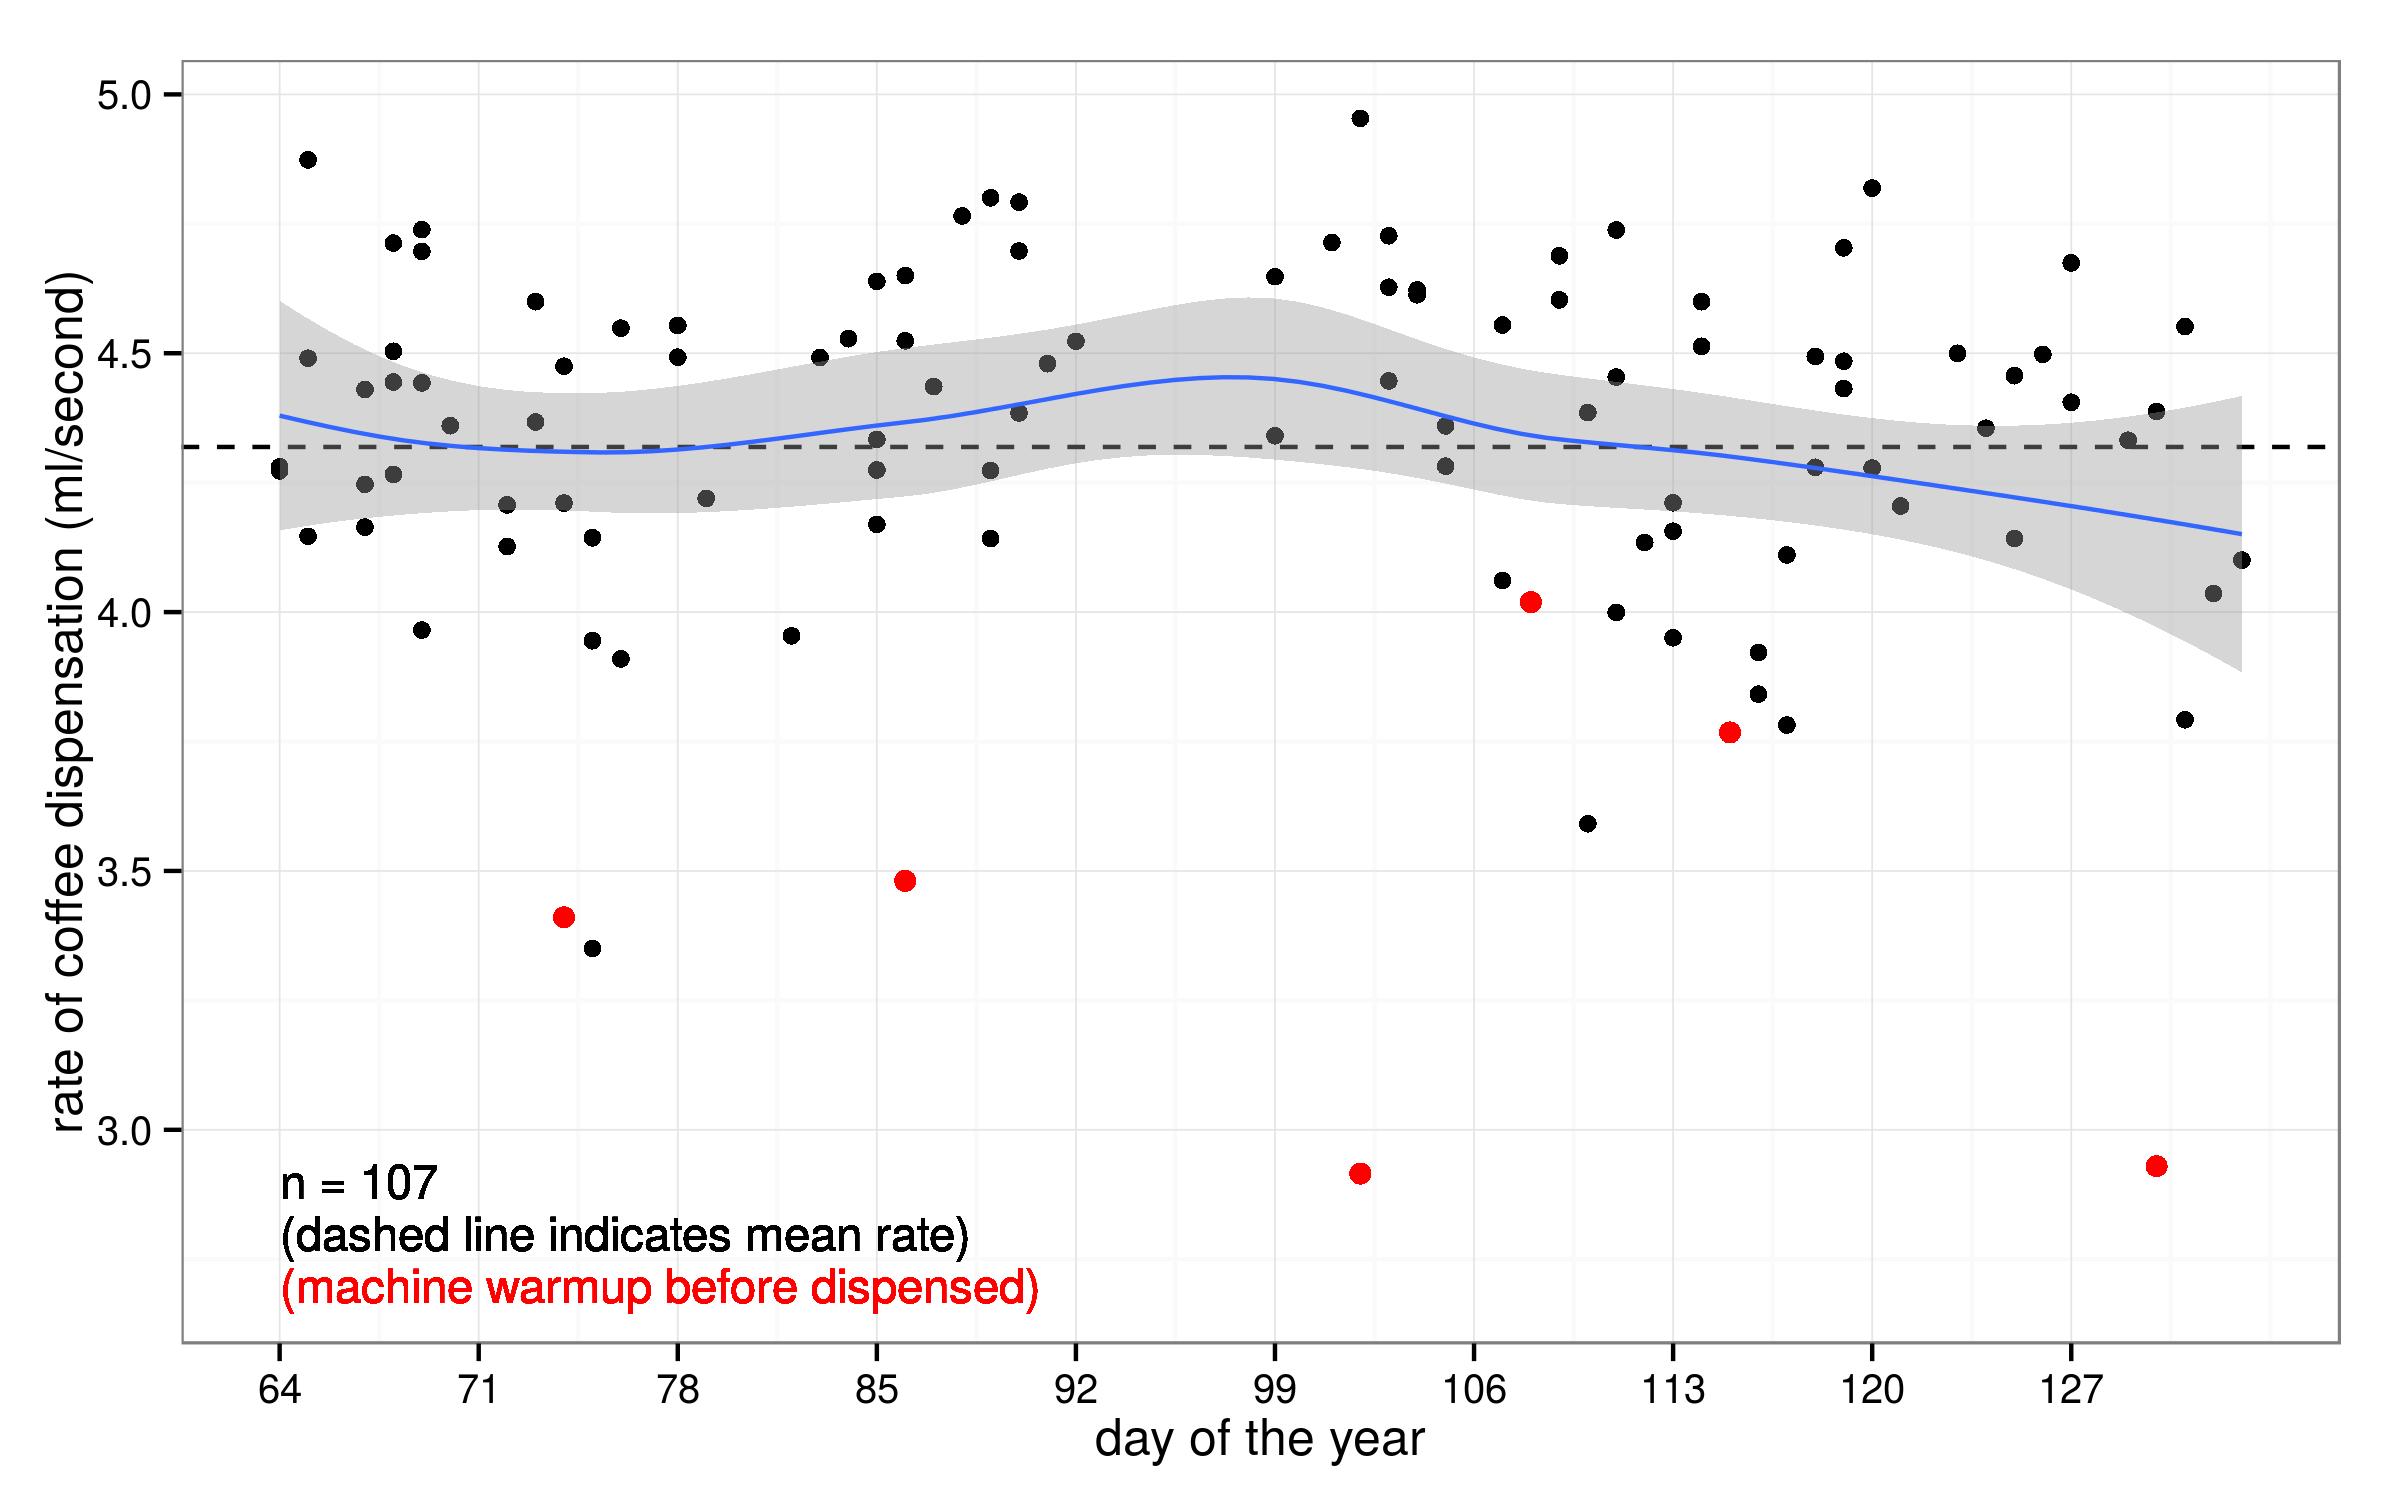 rate of coffee dispensation (ml/second)
5.0
4.5
4.0
3.5
3.0
n = 107
(dashed line indicates mean rate)
(machine warmup before dispensed)
64 71 78 85 92 99 106 113 120 127
day of the year